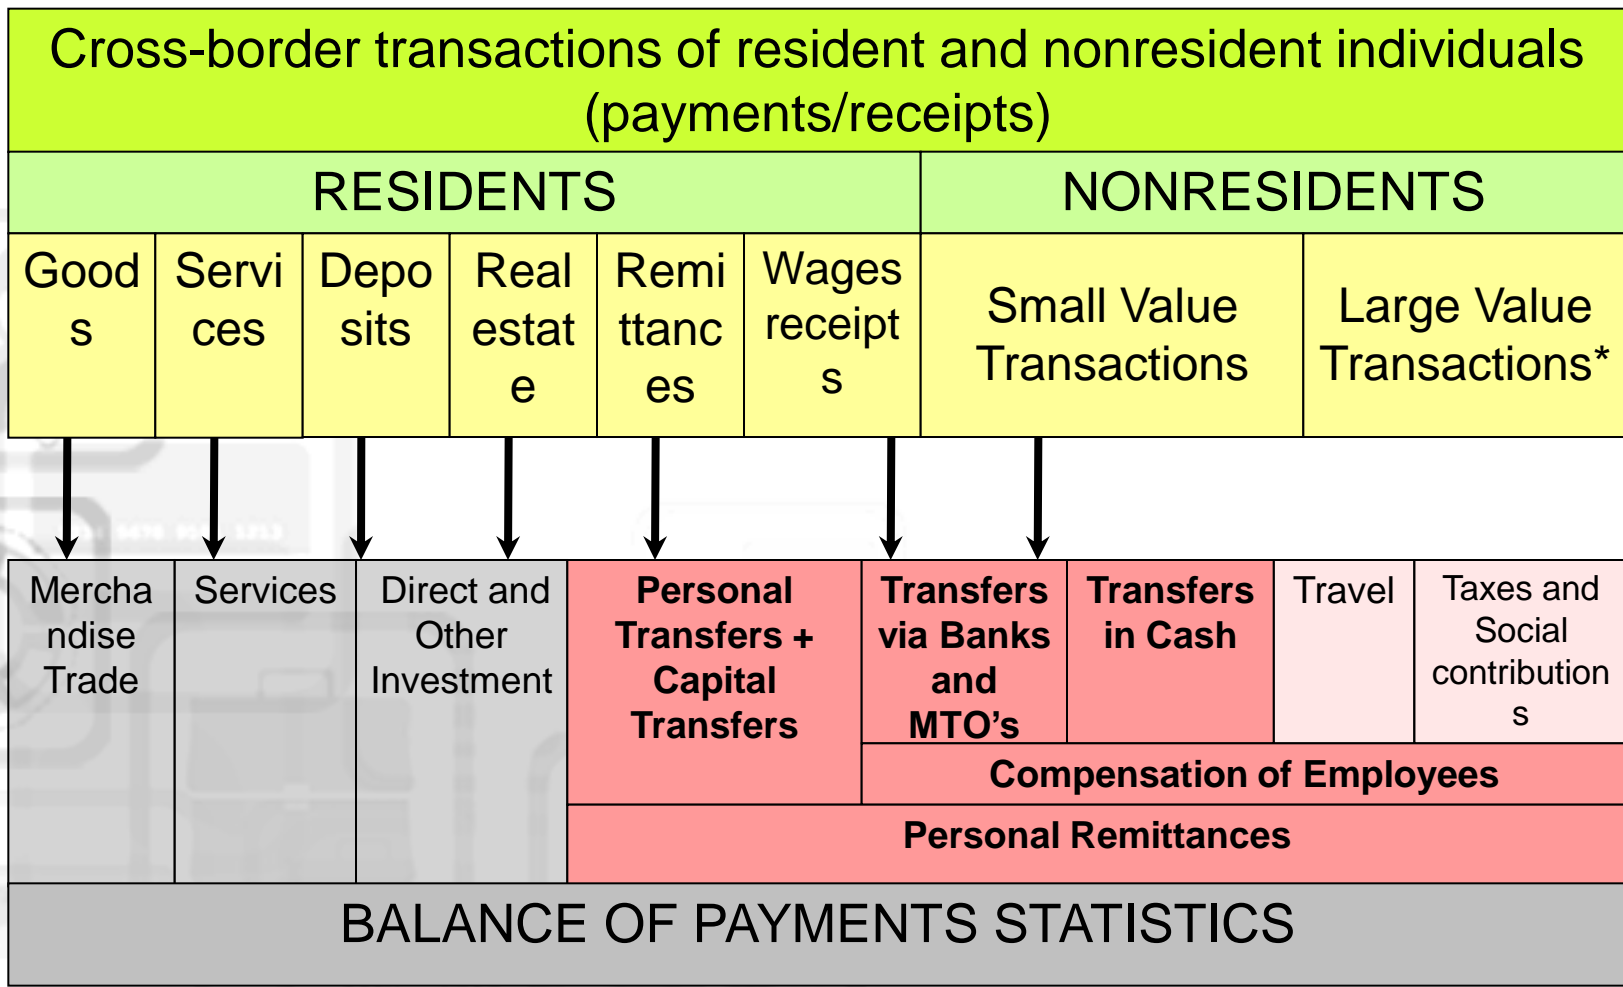 Cross-border transactions of resident and nonresident individuals
(payments/receipts)
RESIDENTS
NONRESIDENTS
Good
s
Servi
ces
Depo
sits
Real
estat
e
Remi
ttanc
es
Wages
receipt
s
Small Value
Transactions
Large Value
Transactions*
Mercha
ndise
Trade
Services
Direct and
Other
Investment
Personal
Transfers +
Capital
Transfers
Transfers
via Banks
and
MTO’s
Transfers
in Cash
Travel
Taxes and
Social
contribution
s
Compensation of Employees
Personal Remittances
BALANCE OF PAYMENTS STATISTICS